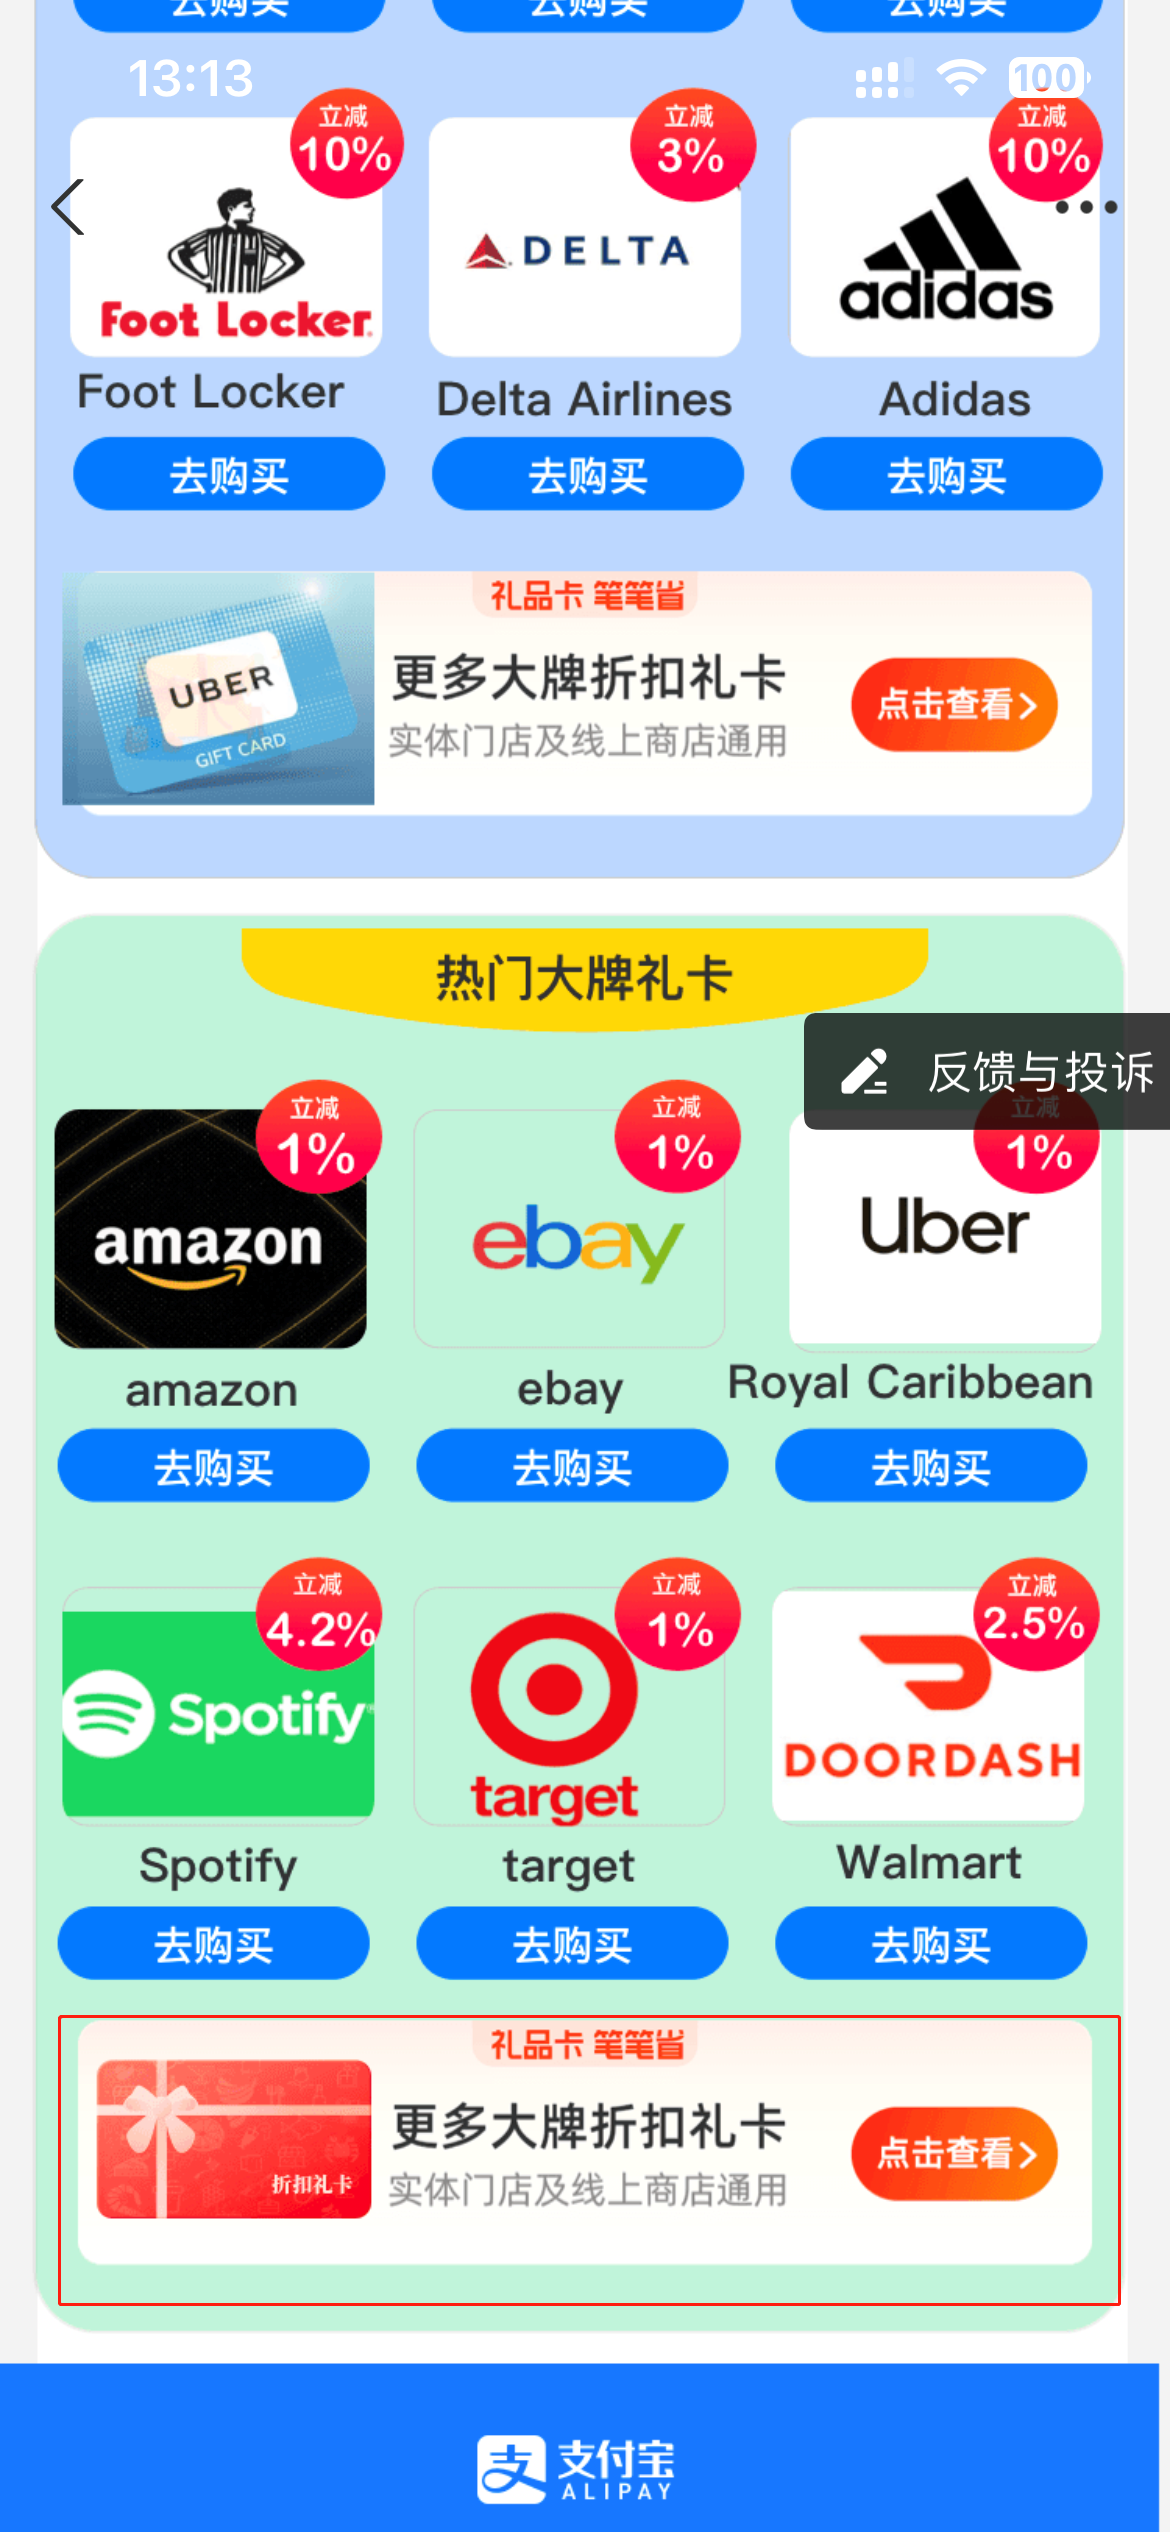 去购买 去购买 去购买
13:13 100
立减 立减 立减
10% 3% 10%
Foot Locker. DELTA adidas
Foot Locker Delta Airlines Adidas
去购买 去购买 去购买
礼品卡 笔笔省
UBER
GIFT CARD
更多大牌折扣礼卡
实体门店及线上商店通用
点击查看>
热门大牌礼卡
反馈与投诉
立减 立减 立减
1% 1% 1%
amazon ebay Uber
amazon ebay Royal Caribbean
去购买 去购买 去购买
立减 立减 立减
4.2% 1% 2.5%
Spotify® target DOORDASH
Spotify target Walmart
去购买 去购买 去购买
礼品卡 笔笔省
折扣礼卡
更多大牌折扣礼卡
实体门店及线上商店通用
点击查看>
支 支付宝
ALIPAY